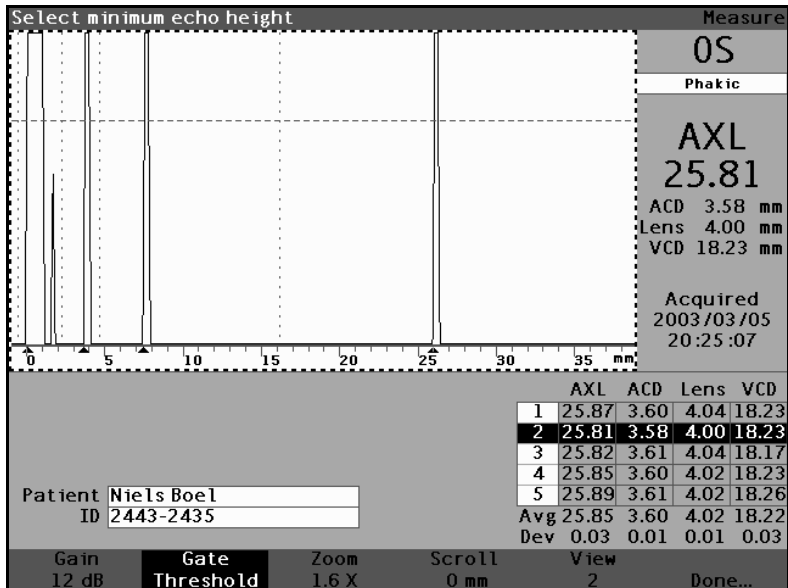 Select minimum echo height Measure
OS
Phakic
AXL
25.81
ACD 3.58 mm
Lens 4.00 mm
VCD 18.23 mm
Acquired
2003/03/05
20:25:07
0 5 10 15 20 25 30 35 mm
AXL ACD Lens VCD
1 25.87 3.60 4.04 18.23
2 25.81 3.58 4.00 18.23
3 25.82 3.61 4.04 18.17
4 25.85 3.60 4.02 18.23
5 25.89 3.61 4.02 18.26
Avg 25.85 3.60 4.02 18.22
Dev 0.03 0.01 0.01 0.03
Patient Niels Boel
ID 2443-2435
Gain Gate Zoom Scroll View
12 dB Threshold 1.6 X 0 mm 2 Done...